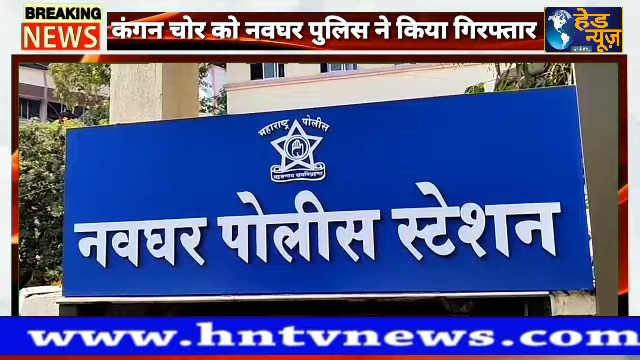 BREAKING
NEWS
कंगन चोर को नवघर पुलिस ने किया गिरफ्तार
हेड
न्यूज़
महाराष्ट्र पोलीस
नवघर पोलीस स्टेशन
www.hntvnews.com